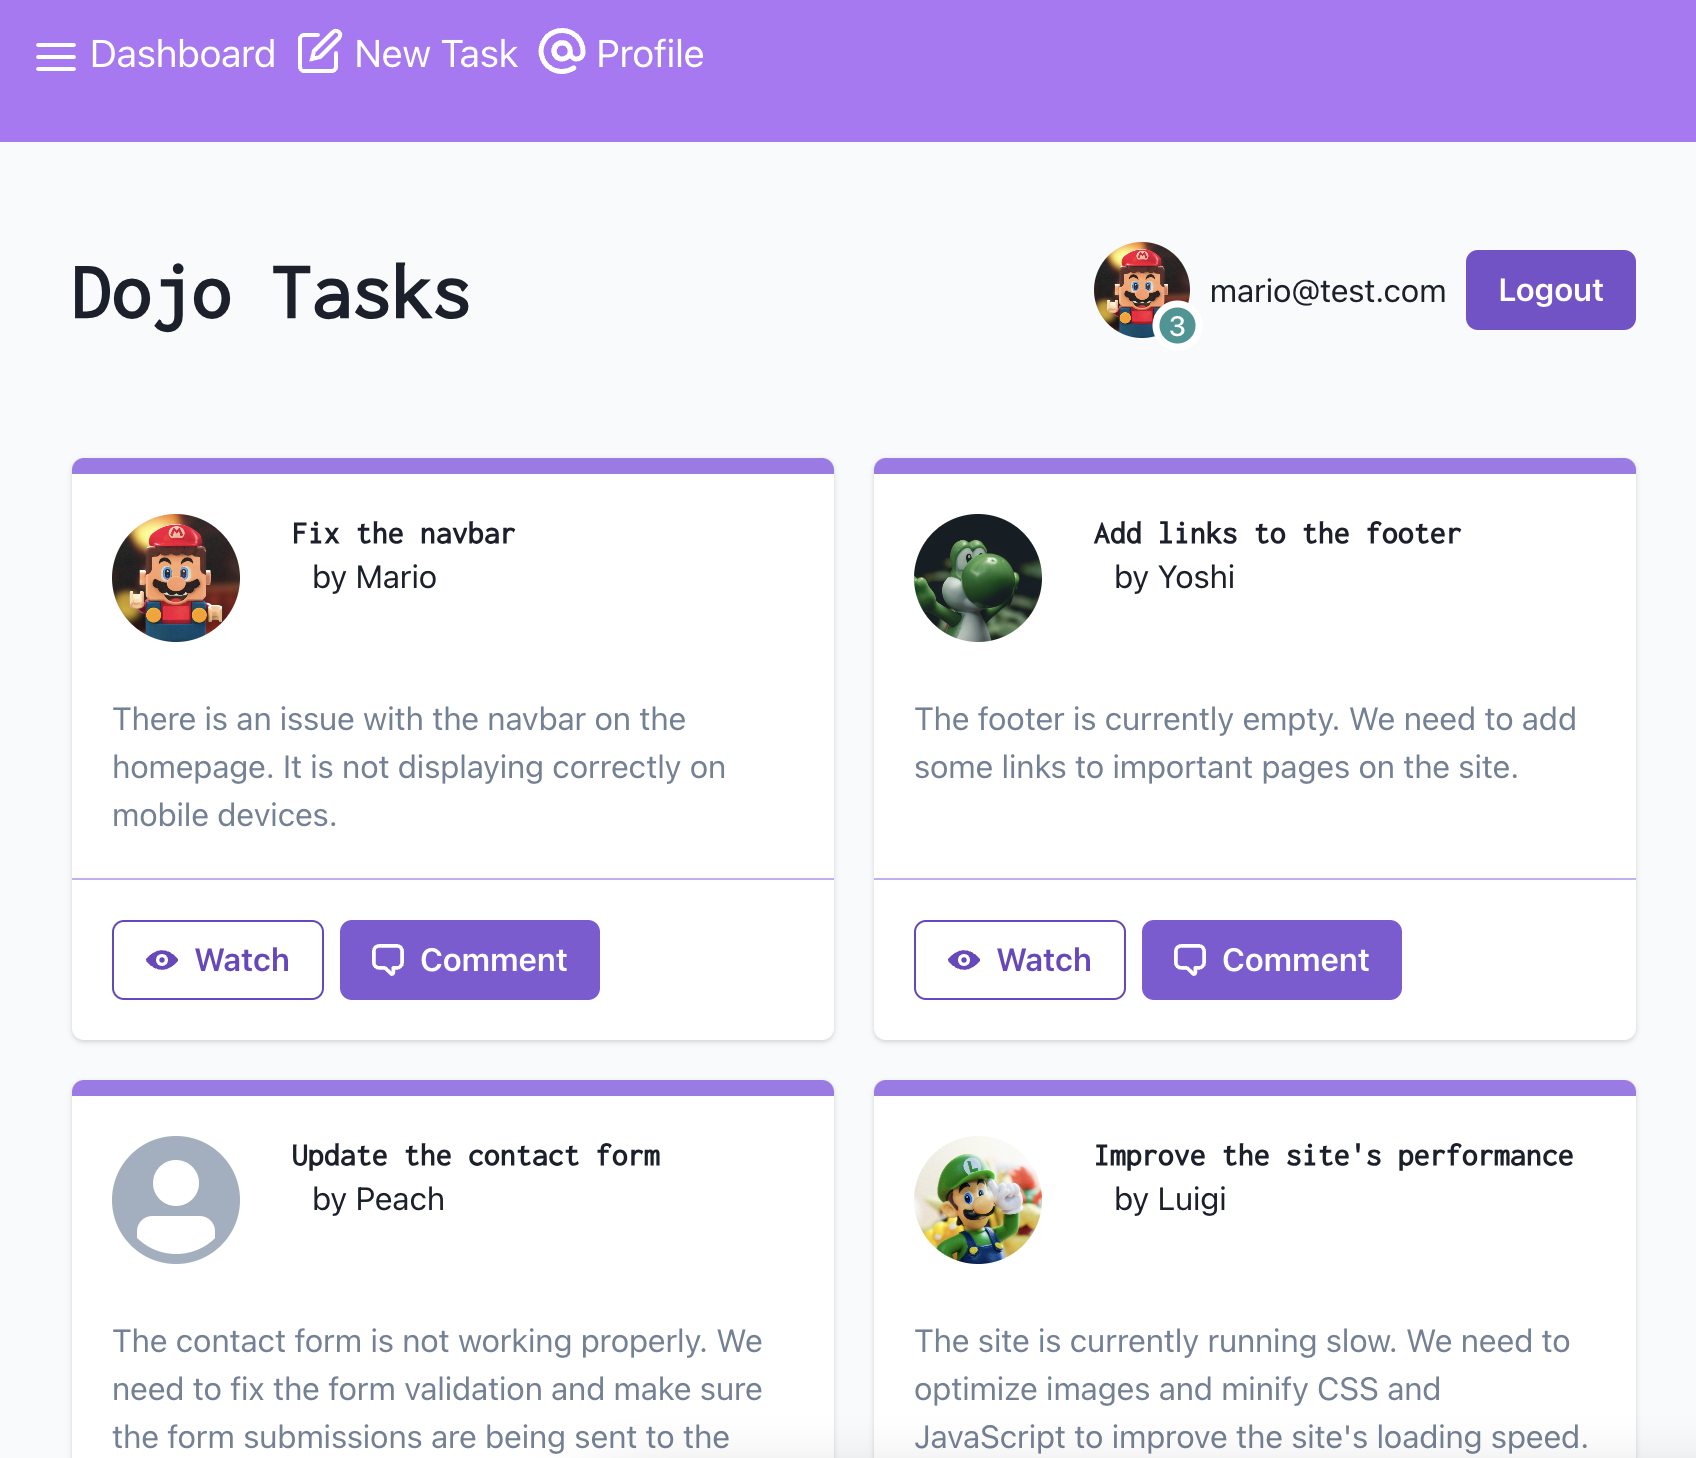 Dashboard New Task Profile
Dojo Tasks
3
mario@test.com
Logout
Fix the navbar
by Mario
There is an issue with the navbar on the
homepage. It is not displaying correctly on
mobile devices.
Watch Comment
Add links to the footer
by Yoshi
The footer is currently empty. We need to add
some links to important pages on the site.
Watch Comment
Update the contact form
by Peach
The contact form is not working properly. We
need to fix the form validation and make sure
the form submissions are being sent to the
Improve the site's performance
by Luigi
The site is currently running slow. We need to
optimize images and minify CSS and
JavaScript to improve the site's loading speed.